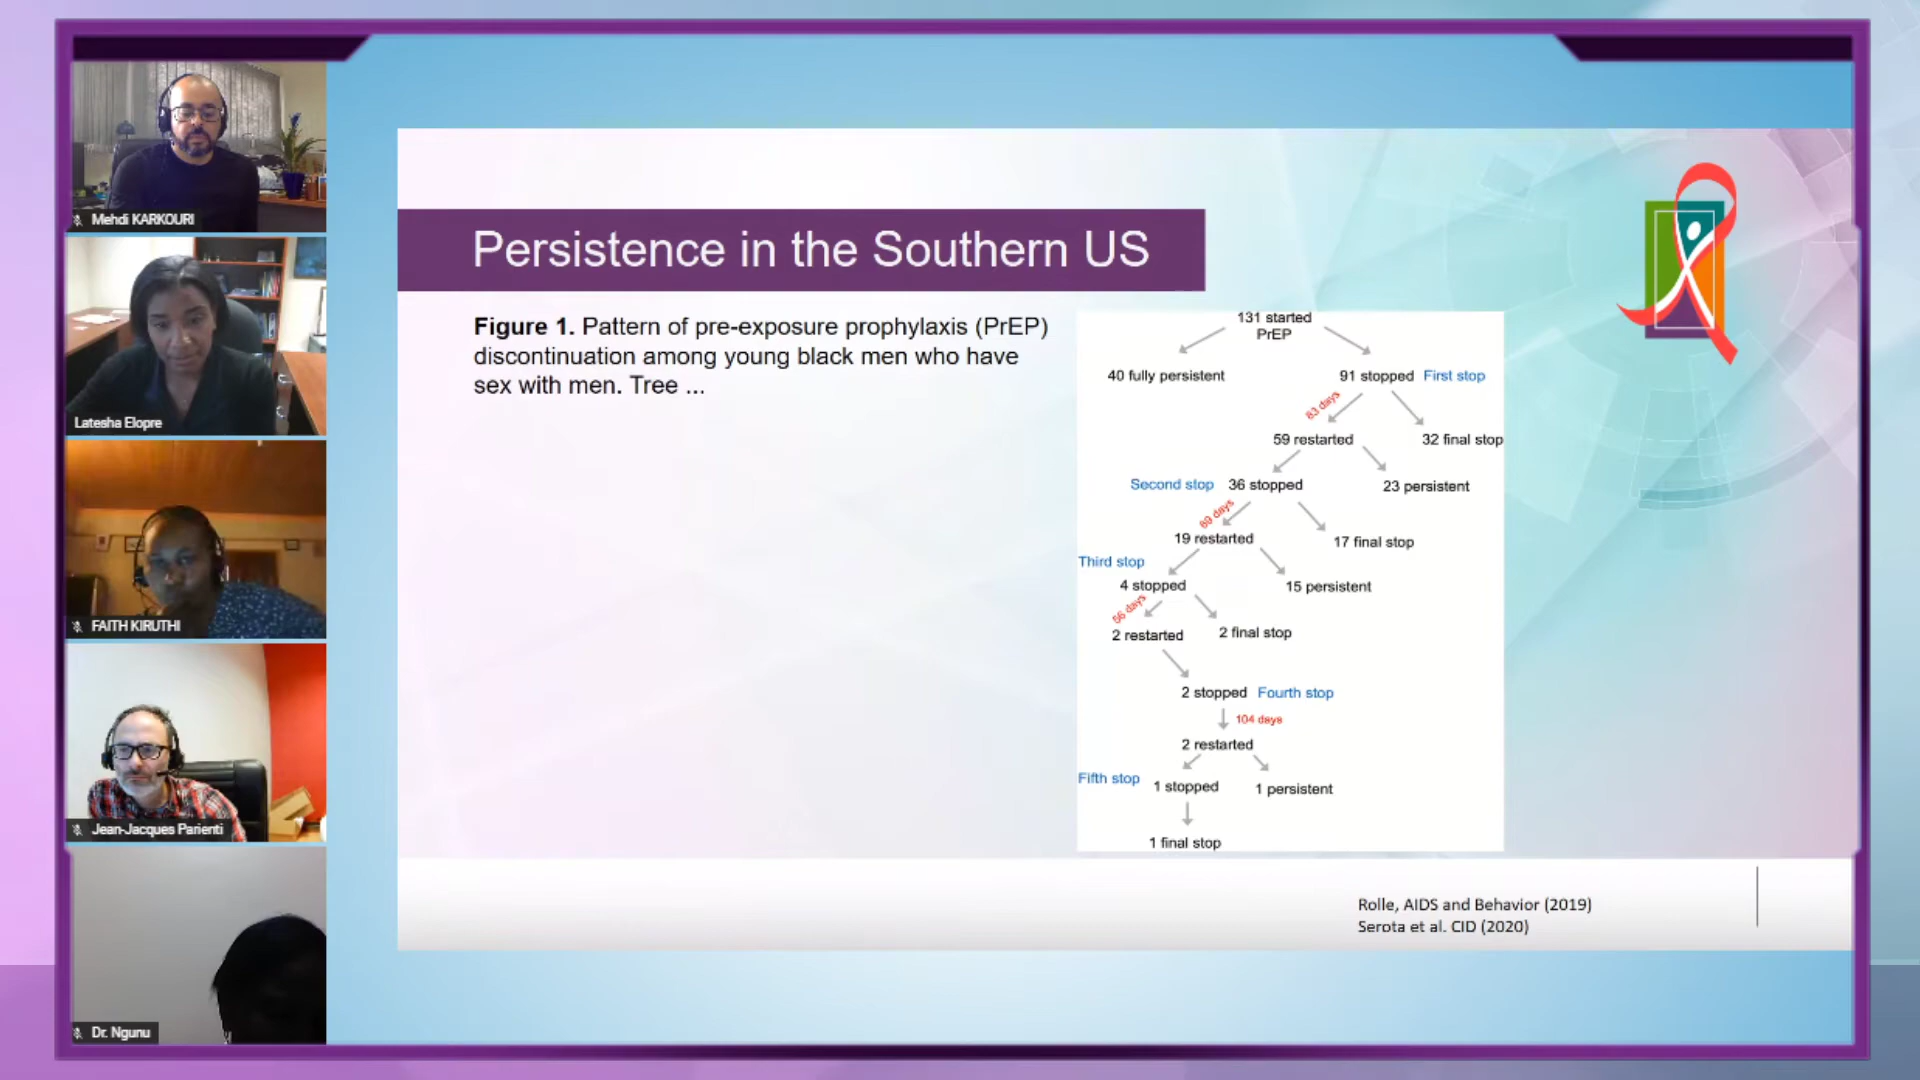 Mehdi KARKOURI
Latesha Elopre
FAITH KIRUTHI
Jean-Jacques Parienti
Dr. Ngunu
Persistence in the Southern US
Figure 1. Pattern of pre-exposure prophylaxis (PrEP)
discontinuation among young black men who have
sex with men. Tree ...
131 started
PrEP
40 fully persistent
91 stopped First stop
83 days
59 restarted
32 final stop
Second stop 36 stopped
23 persistent
69 days
19 restarted
17 final stop
Third stop
4 stopped
15 persistent
56 days
2 restarted
2 final stop
2 stopped Fourth stop
104 days
2 restarted
Fifth stop
1 stopped
1 persistent
1 final stop
Rolle, AIDS and Behavior (2019)
Serota et al. CID (2020)